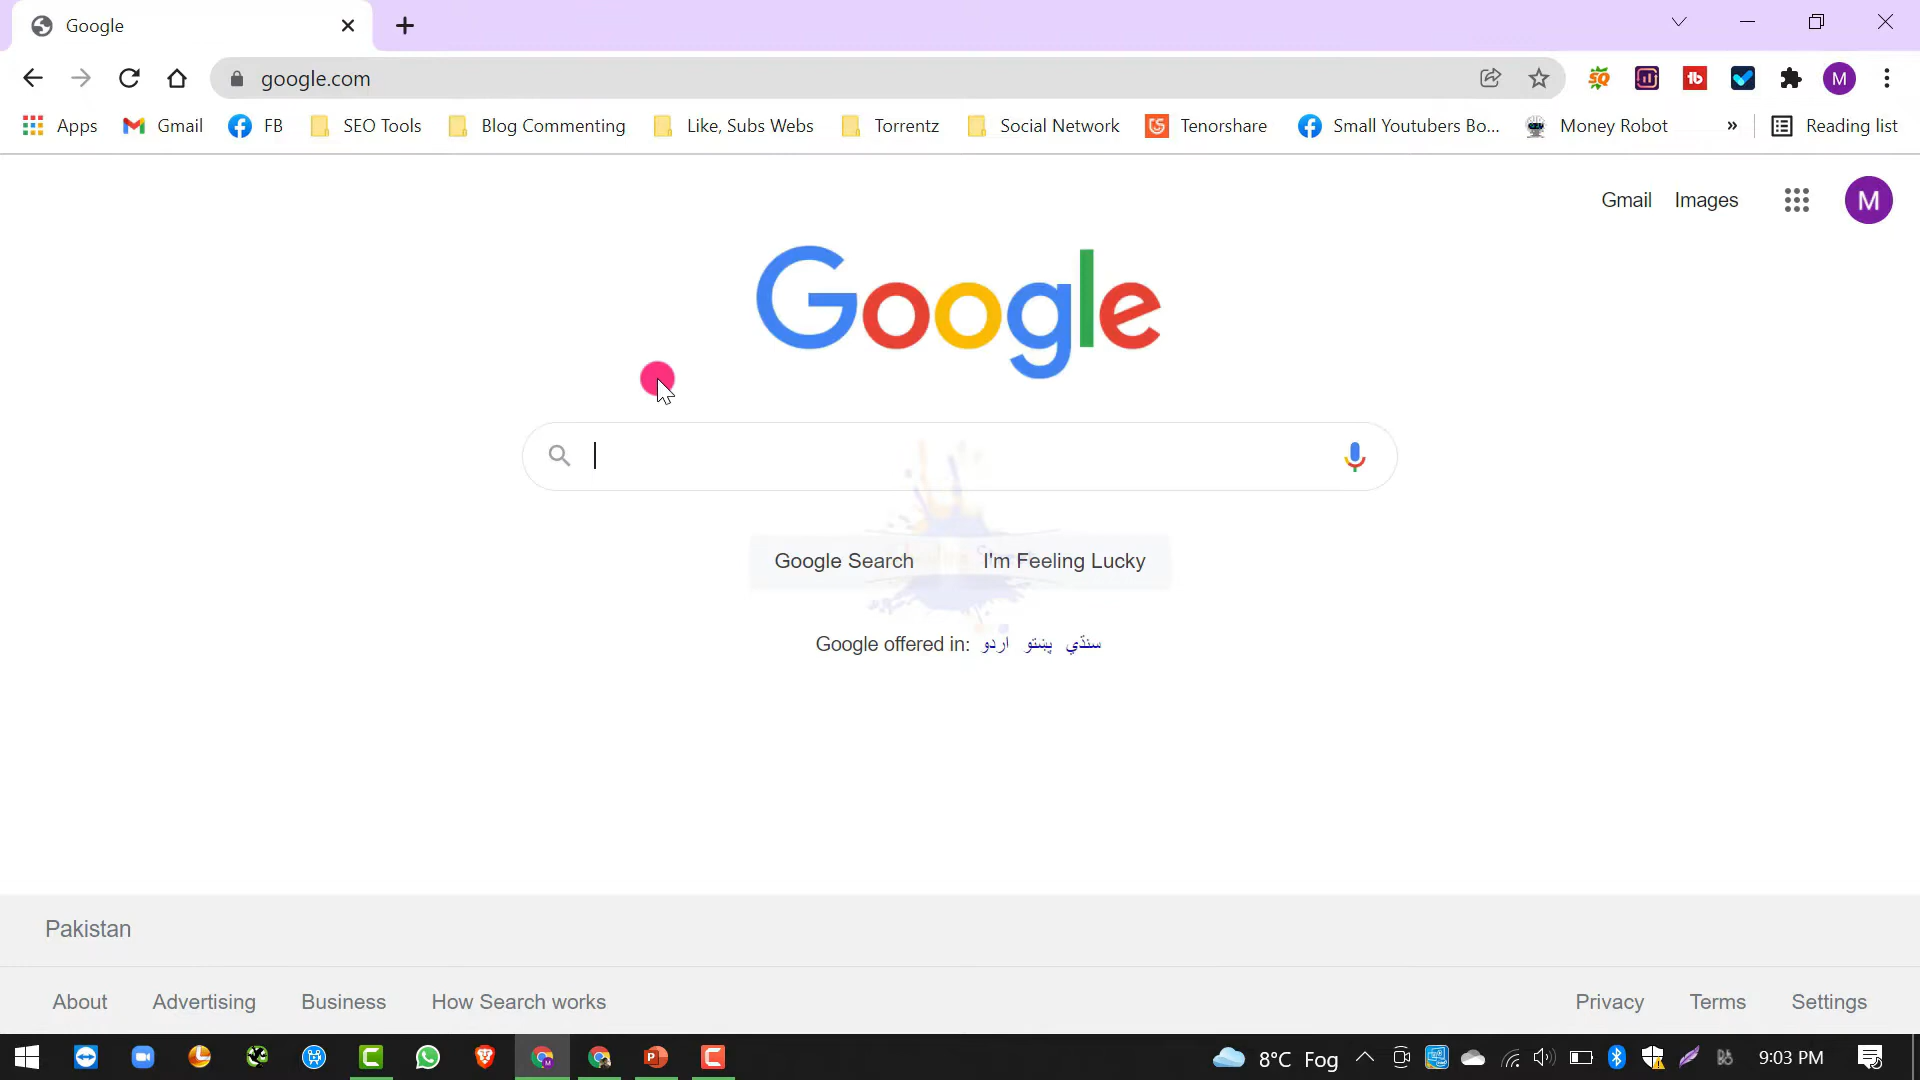 Google
google.com
Apps Gmail FB SEO Tools Blog Commenting Like, Subs Webs Torrentz Social Network Tenorshare Small Youtubers Bo... Money Robot » Reading list
Gmail Images M
Google
Google Search I'm Feeling Lucky
Google offered in: اردو پښتو سنڌي
Pakistan
About Advertising Business How Search works Privacy Terms Settings
8°C Fog 9:03 PM